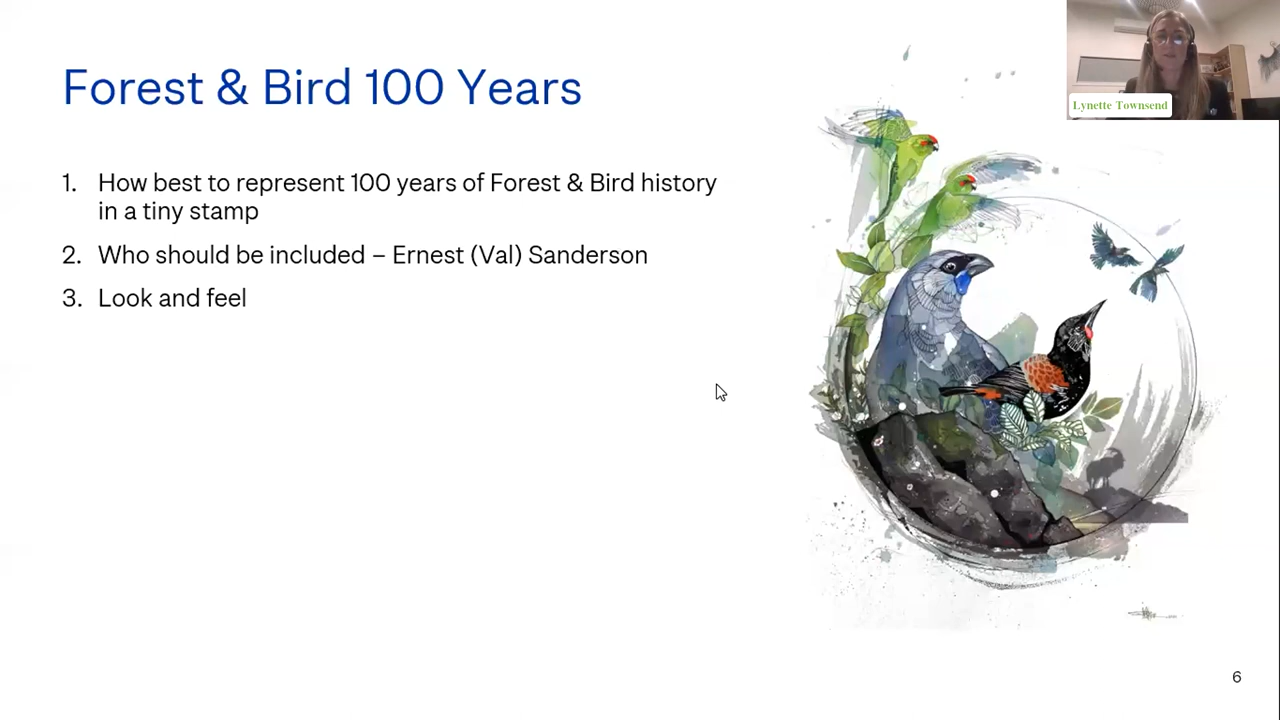 Forest & Bird 100 Years
Lynette Townsend
1. How best to represent 100 years of Forest & Bird history
in a tiny stamp
2. Who should be included – Ernest (Val) Sanderson
3. Look and feel
6